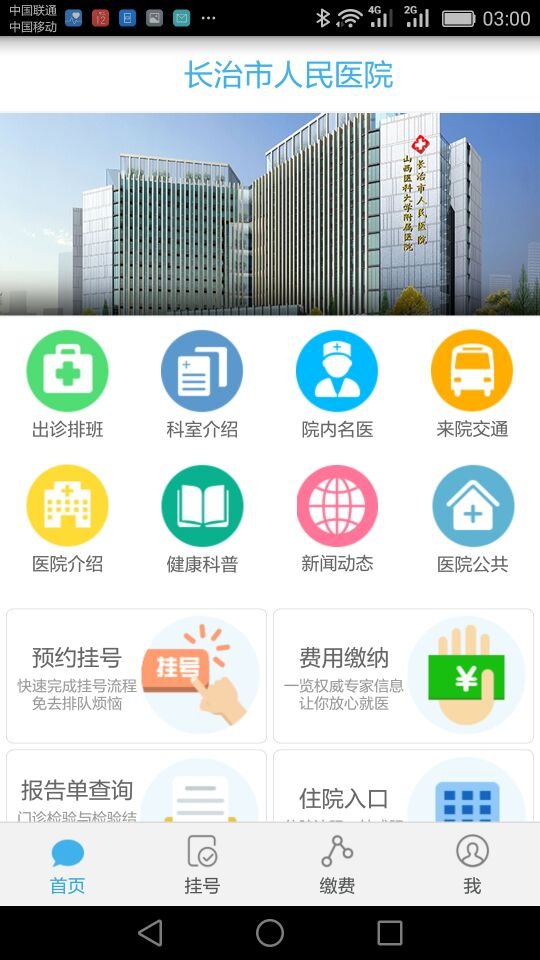 中国联通
中国移动
12
4G
2G
03:00
长治市人民医院
长治市人民医院
山西医科大学附属医院
出诊排班
科室介绍
院内名医
来院交通
医院介绍
健康科普
新闻动态
医院公共
预约挂号
快速完成挂号流程
免去排队烦恼
挂号
费用缴纳
一览权威专家信息
让你放心就医
¥
报告单查询
门诊检验与检验结
住院入口
首页
挂号
缴费
我